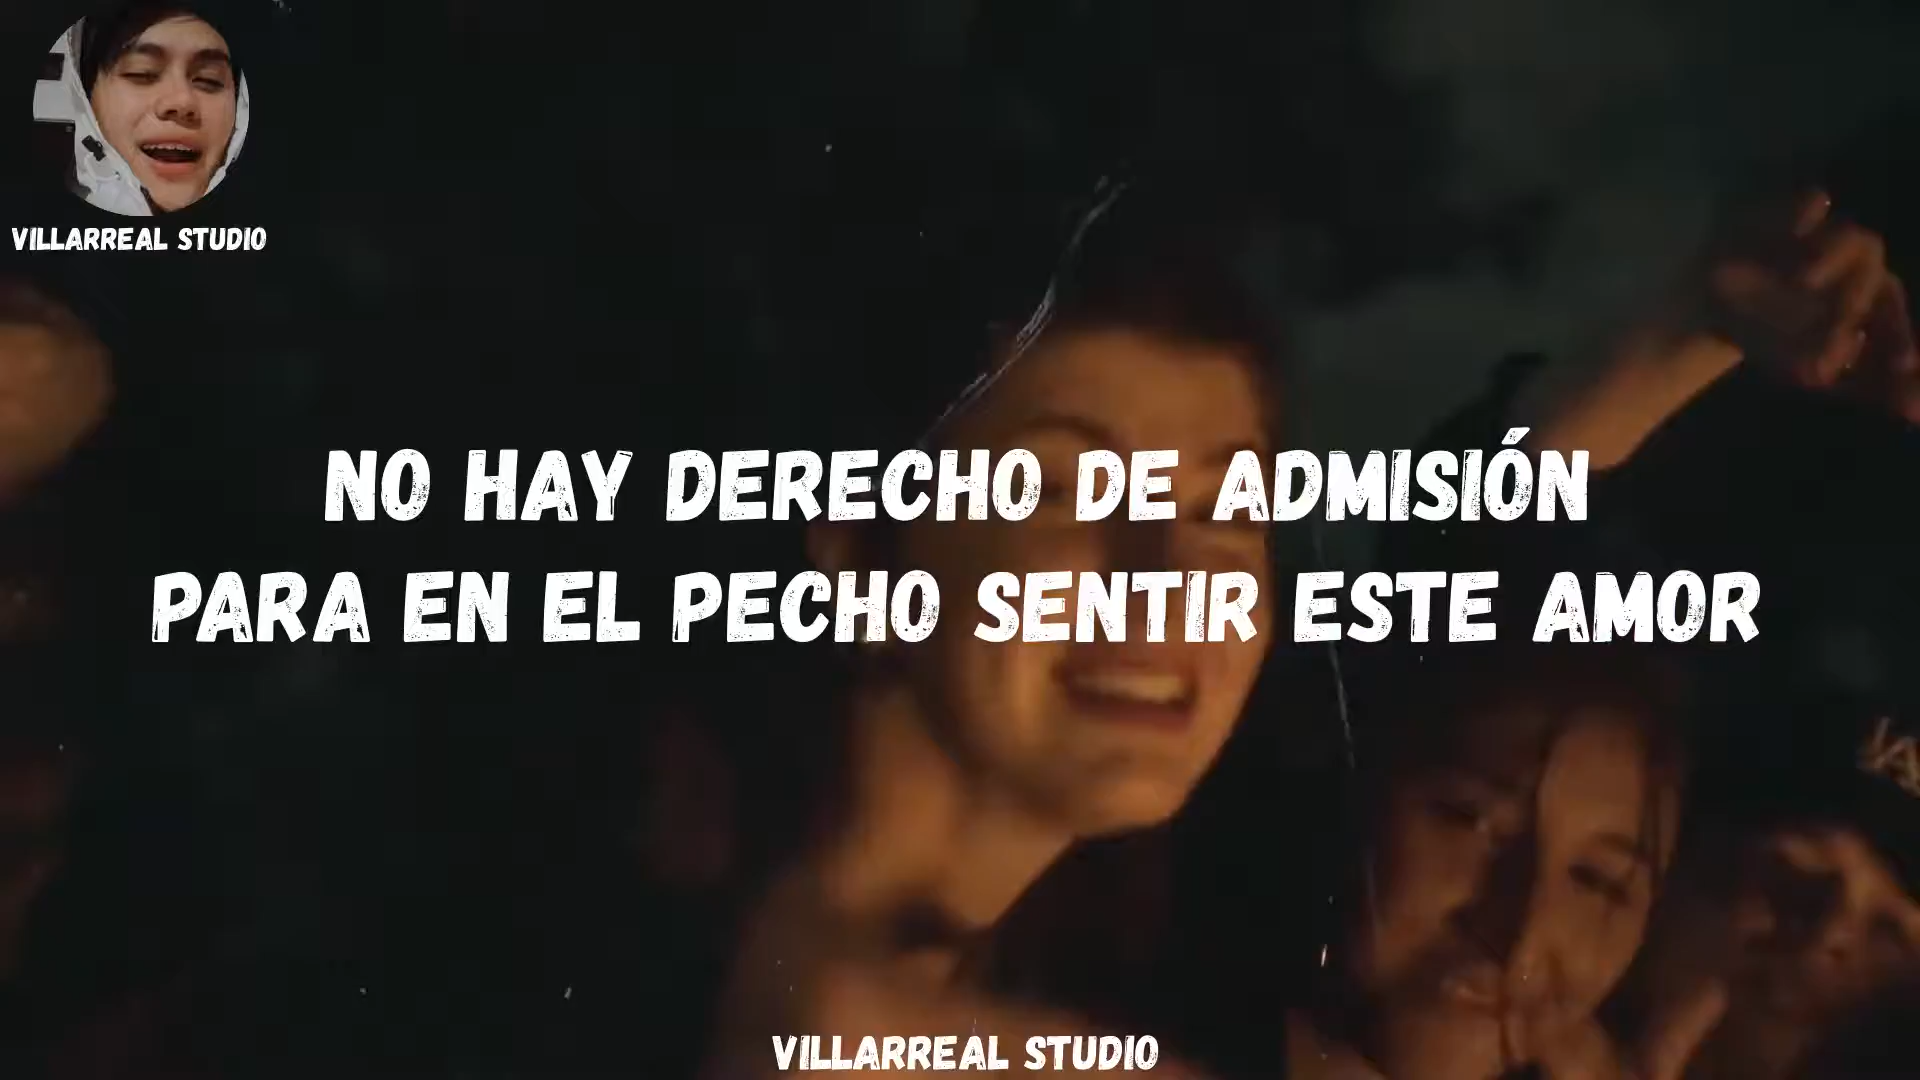 VILLARREAL STUDIO
NO HAY DERECHO DE ADMISIÓN
PARA EN EL PECHO SENTIR ESTE AMOR
VILLARREAL STUDIO